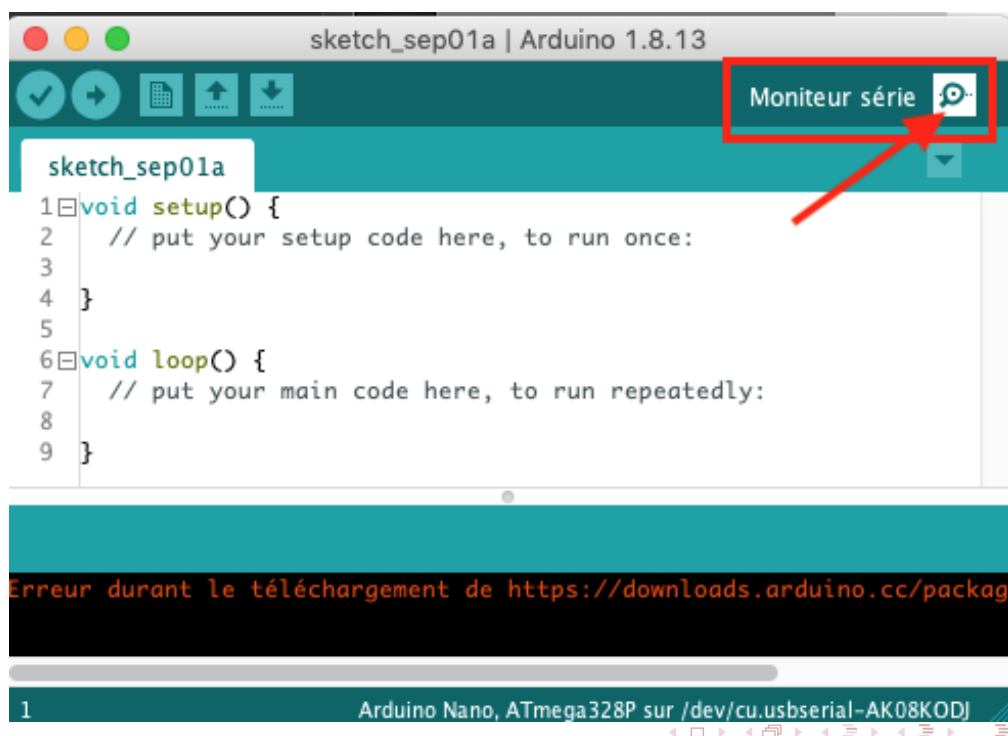 sketch_sep01a | Arduino 1.8.13
Moniteur série
sketch_sep01a
1 void setup() {
2 // put your setup code here, to run once:
3
4 }
5
6 void loop() {
7 // put your main code here, to run repeatedly:
8
9 }
Erreur durant le téléchargement de https://downloads.arduino.cc/packag
1 Arduino Nano, ATmega328P sur /dev/cu.usbserial-AK08KODJ